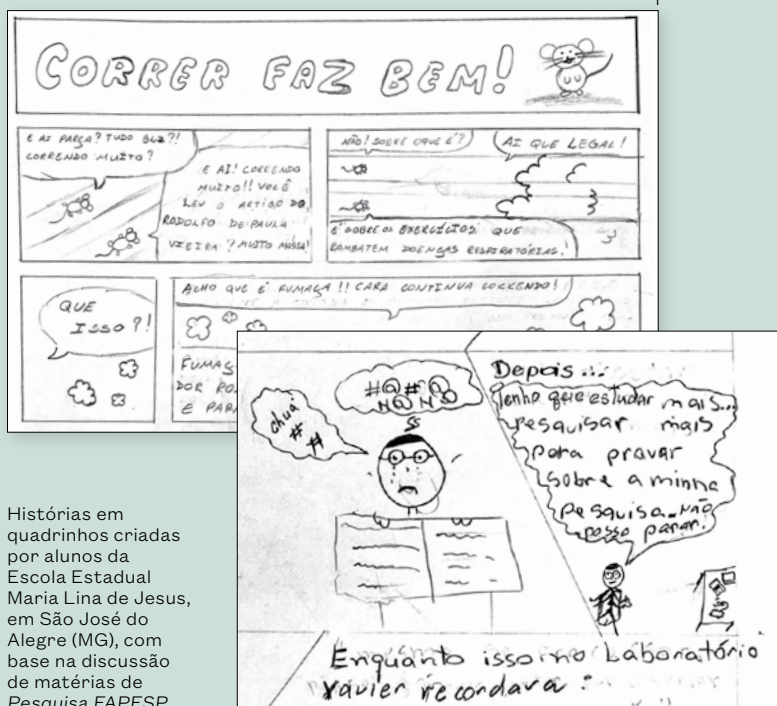 CORRER FAZ BEM!
E AI PARÇA? TUDO BLZ?!
CORRENDO MUITO?
E AI! CORRENDO
MUITO!! VOCÊ
LEU O ARTIGO DO
RODOLFO DE PAULA
VIEIRA? MUITO MASSA!
NÃO! SOBRE OQUE É?
AI QUE LEGAL!
É SOBRE OS EXERCÍCIOS QUE
COMBATEM DOENÇAS RESPIRATÓRIAS!
QUE
ISSO?!
ACHO QUE É FUMAÇA!! CARA CONTINUA CORRENDO!
FUMAÇ
DOR RO
E PAR
chuá!
##
#@#@
Depois...
Tenho que estudar mais...
pesquisar mais
para provar
sobre a minha
pesquisa. Não
posso parar.
Enquanto isso no Laboratório
Xavier recordava:
Histórias em
quadrinhos criadas
por alunos da
Escola Estadual
Maria Lina de Jesus,
em São José do
Alegre (MG), com
base na discussão
de matérias de
Pesquisa FAPESP